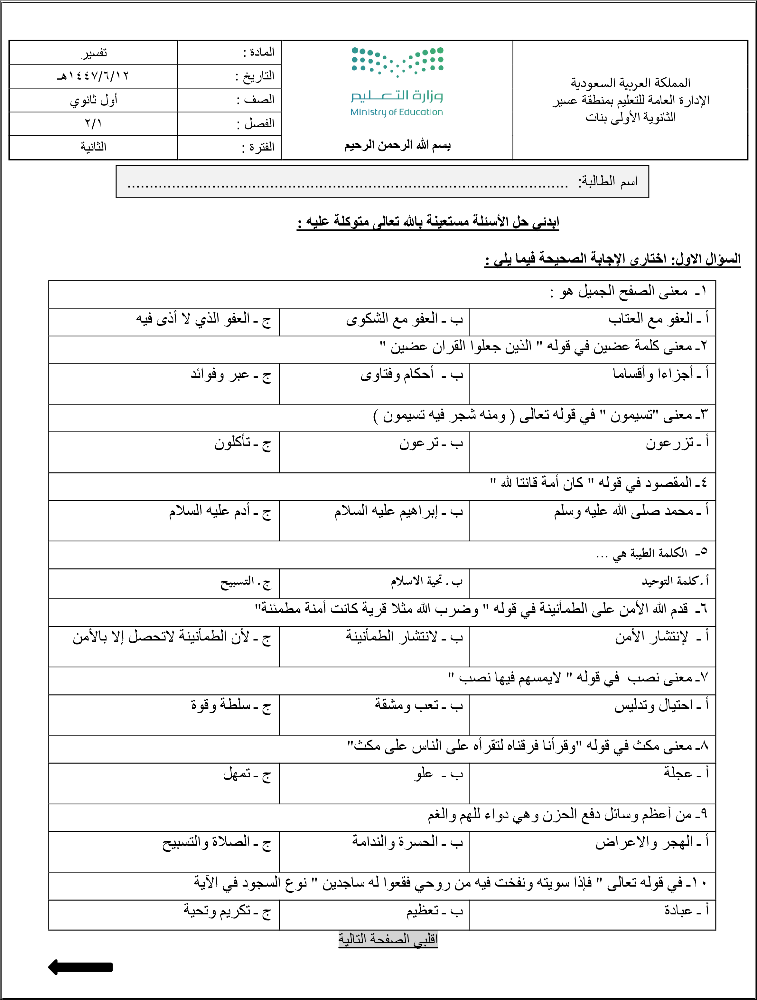 المملكة العربية السعودية
الإدارة العامة للتعليم بمنطقة عسير
الثانوية الأولى بنات
وزارة التعليم
Ministry of Education
بسم الله الرحمن الرحيم
المادة : تفسير
التاريخ : ١٤٤٧/٦/١٢هـ
الصف : أول ثانوي
الفصل : ٢/١
الفترة : الثانية
اسم الطالبة: ....................................................................................................
ابدئي حل الأسئلة مستعينة بالله تعالى متوكلة عليه :
السؤال الاول: اختاري الإجابة الصحيحة فيما يلي :
١ـ معنى الصفح الجميل هو :
أ ـ العفو مع العتاب ب ـ العفو مع الشكوى ج ـ العفو الذي لا أذى فيه
٢ـ معنى كلمة عضين في قوله " الذين جعلوا القران عضين "
أ ـ أجزاءا وأقساما ب ـ أحكام وفتاوى ج ـ عبر وفوائد
٣ـ معنى "تسيمون " في قوله تعالى ( ومنه شجر فيه تسيمون )
أ ـ تزرعون ب ـ ترعون ج ـ تأكلون
٤ـ المقصود في قوله " كان أمة قانتا لله "
أ ـ محمد صلى الله عليه وسلم ب ـ إبراهيم عليه السلام ج ـ أدم عليه السلام
٥ـ الكلمة الطيبة هي ...
أ ـ كلمة التوحيد ب ـ تحية الاسلام ج ـ التسبيح
٦ـ قدم الله الأمن على الطمأنينة في قوله " وضرب الله مثلا قرية كانت أمنة مطمئنة"
أ ـ لإنتشار الأمن ب ـ لانتشار الطمأنينة ج ـ لأن الطمأنينة لاتحصل إلا بالأمن
٧ـ معنى نصب في قوله " لايمسهم فيها نصب "
أ ـ احتيال وتدليس ب ـ تعب ومشقة ج ـ سلطة وقوة
٨ـ معنى مكث في قوله "وقرأنا فرقناه لتقرأه على الناس على مكث"
أ ـ عجلة ب ـ علو ج ـ تمهل
٩ـ من أعظم وسائل دفع الحزن وهي دواء للهم والغم
أ ـ الهجر والاعراض ب ـ الحسرة والندامة ج ـ الصلاة والتسبيح
١٠ـ في قوله تعالى " فإذا سويته ونفخت فيه من روحي فقعوا له ساجدين " نوع السجود في الآية
أ ـ عبادة ب ـ تعظيم ج ـ تكريم وتحية
اقلبي الصفحة التالية